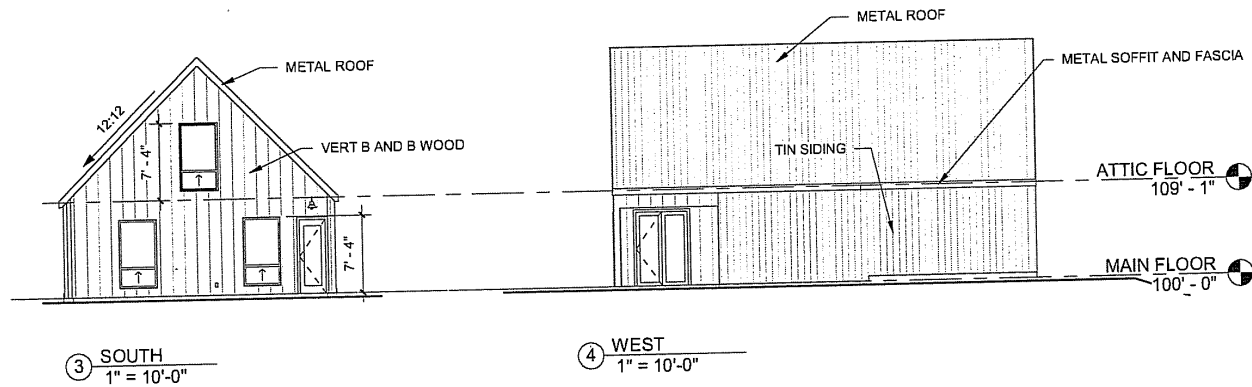 METAL ROOF
12:12
7' - 4"
VERT B AND B WOOD
7' - 4"
3
SOUTH
1" = 10'-0"
METAL ROOF
METAL SOFFIT AND FASCIA
TIN SIDING
ATTIC FLOOR
109' - 1"
MAIN FLOOR
100' - 0"
4
WEST
1" = 10'-0"